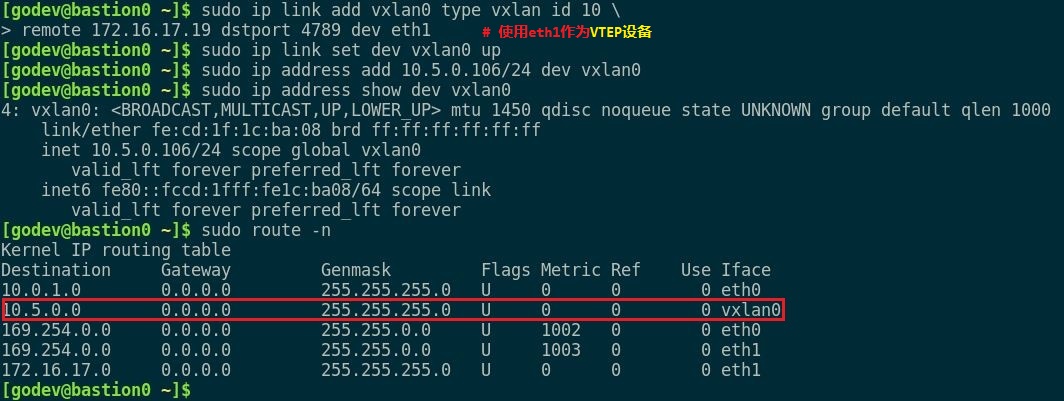 [godev@bastion0 ~]$ sudo ip link add vxlan0 type vxlan id 10 \
> remote 172.16.17.19 dstport 4789 dev eth1 # 使用eth1作为VTEP设备
[godev@bastion0 ~]$ sudo ip link set dev vxlan0 up
[godev@bastion0 ~]$ sudo ip address add 10.5.0.106/24 dev vxlan0
[godev@bastion0 ~]$ sudo ip address show dev vxlan0
4: vxlan0: <BROADCAST,MULTICAST,UP,LOWER_UP> mtu 1450 qdisc noqueue state UNKNOWN group default qlen 1000
    link/ether fe:cd:1f:1c:ba:08 brd ff:ff:ff:ff:ff:ff
    inet 10.5.0.106/24 scope global vxlan0
       valid_lft forever preferred_lft forever
    inet6 fe80::fccd:1fff:fe1c:ba08/64 scope link
       valid_lft forever preferred_lft forever
[godev@bastion0 ~]$ sudo route -n
Kernel IP routing table
Destination     Gateway         Genmask         Flags Metric Ref    Use Iface
10.0.1.0        0.0.0.0         255.255.255.0   U     0      0        0 eth0
10.5.0.0        0.0.0.0         255.255.255.0   U     0      0        0 vxlan0
169.254.0.0     0.0.0.0         255.255.0.0     U     1002   0        0 eth0
169.254.0.0     0.0.0.0         255.255.0.0     U     1003   0        0 eth1
172.16.17.0     0.0.0.0         255.255.255.0   U     0      0        0 eth1
[godev@bastion0 ~]$